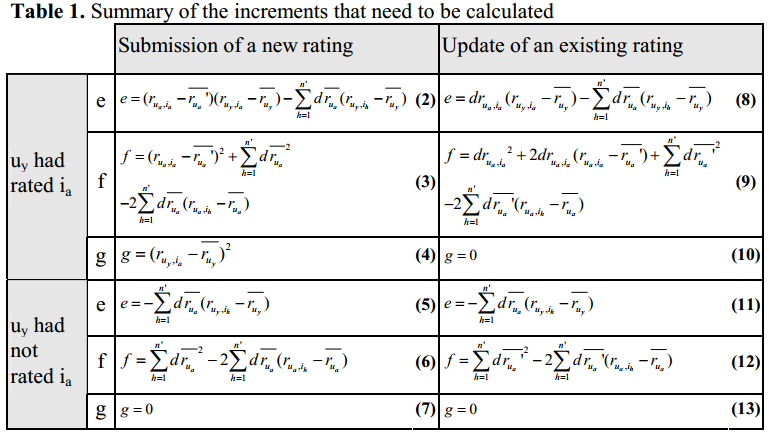 Table 1. Summary of the increments that need to be calculated
Submission of a new rating
Update of an existing rating
u_y had rated i_a
e
e = (r_{u_a,i_a} − \overline{r_{u_a}}')(r_{u_y,i_a} − \overline{r_{u_y}}) − \sum_{h=1}^{n'} d\overline{r_{u_a}}(r_{u_y,i_h} − \overline{r_{u_y}}) (2)
e = dr_{u_a,i_a}(r_{u_y,i_a} − \overline{r_{u_y}}) − \sum_{h=1}^{n'} d\overline{r_{u_a}}(r_{u_y,i_h} − \overline{r_{u_y}}) (8)
f
f = (r_{u_a,i_a} − \overline{r_{u_a}}')^2 + \sum_{h=1}^{n'} d\overline{r_{u_a}}^2
−2\sum_{h=1}^{n'} d\overline{r_{u_a}}(r_{u_a,i_h} − \overline{r_{u_a}}) (3)
f = dr_{u_a,i_a}^2 + 2dr_{u_a,i_a}(r_{u_a,i_a} − \overline{r_{u_a}}') + \sum_{h=1}^{n'} d\overline{r_{u_a}}'^2
−2\sum_{h=1}^{n'} d\overline{r_{u_a}}'(r_{u_a,i_h} − \overline{r_{u_a}}) (9)
g
g = (r_{u_y,i_a} − \overline{r_{u_y}})^2 (4)
g = 0 (10)
u_y had not rated i_a
e
e = −\sum_{h=1}^{n'} d\overline{r_{u_a}}(r_{u_y,i_h} − \overline{r_{u_y}}) (5)
e = −\sum_{h=1}^{n'} d\overline{r_{u_a}}(r_{u_y,i_h} − \overline{r_{u_y}}) (11)
f
f = \sum_{h=1}^{n'} d\overline{r_{u_a}}^2 − 2\sum_{h=1}^{n'} d\overline{r_{u_a}}(r_{u_a,i_h} − \overline{r_{u_a}}) (6)
f = \sum_{h=1}^{n'} d\overline{r_{u_a}}'^2 − 2\sum_{h=1}^{n'} d\overline{r_{u_a}}'(r_{u_a,i_h} − \overline{r_{u_a}}) (12)
g
g = 0 (7)
g = 0 (13)